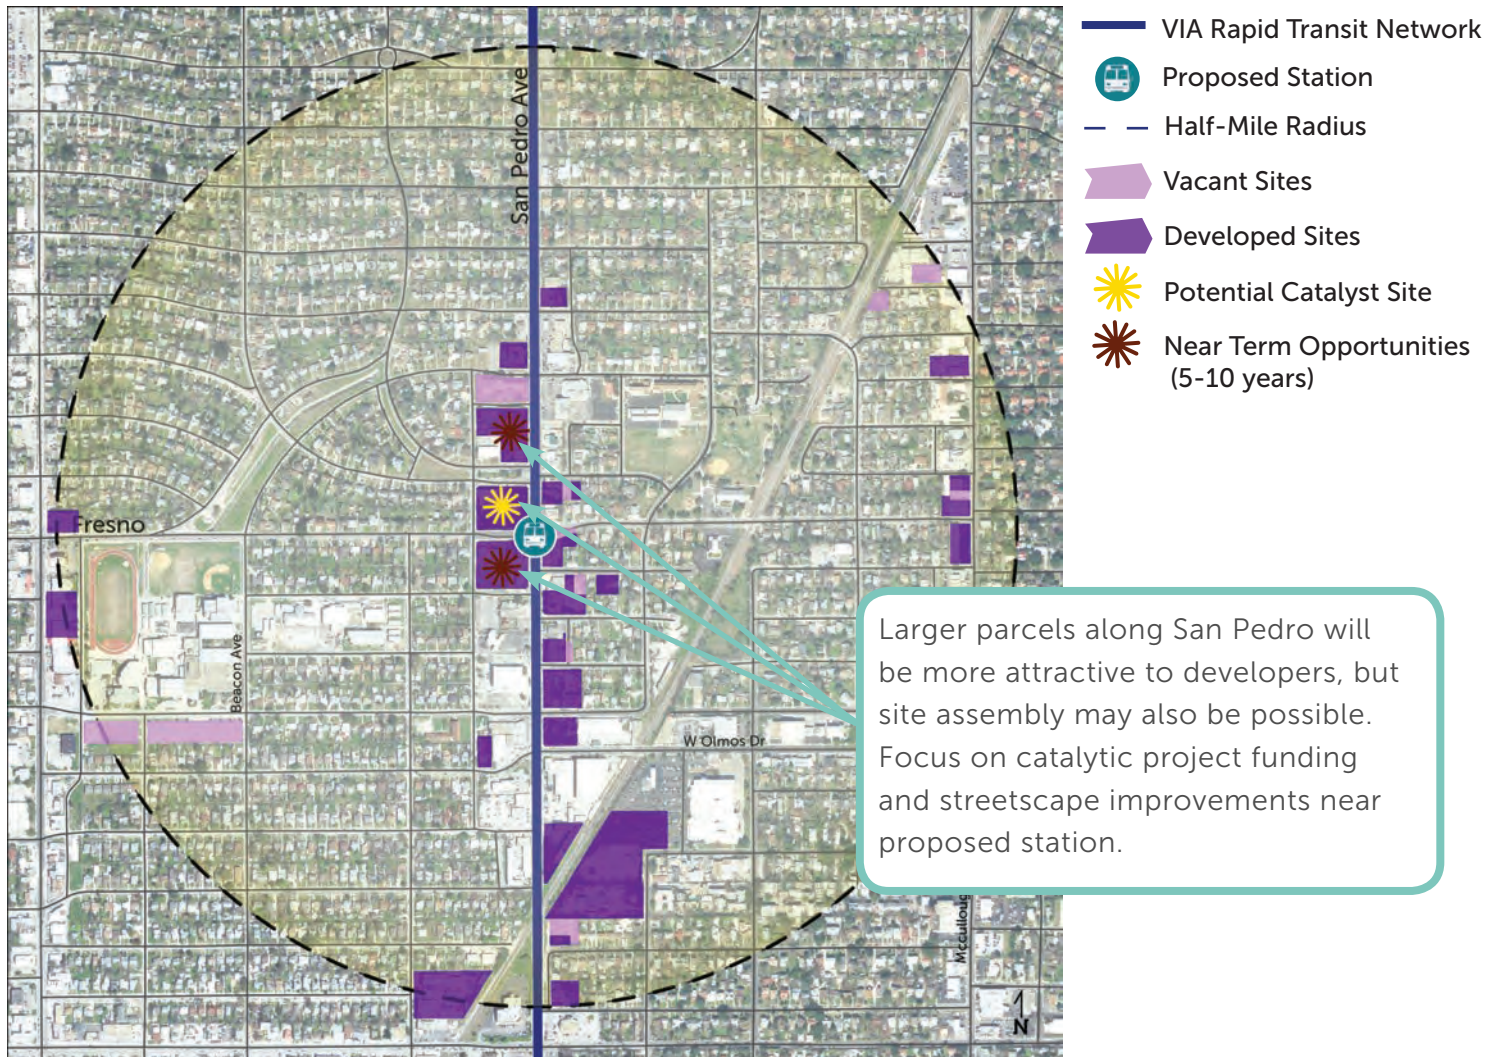 VIA Rapid Transit Network
Proposed Station
Half-Mile Radius
Vacant Sites
Developed Sites
Potential Catalyst Site
Near Term Opportunities
(5-10 years)
San Pedro Ave
Fresno
Beacon Ave
W Olmos Dr
Larger parcels along San Pedro will
be more attractive to developers, but
site assembly may also be possible.
Focus on catalytic project funding
and streetscape improvements near
proposed station.
N